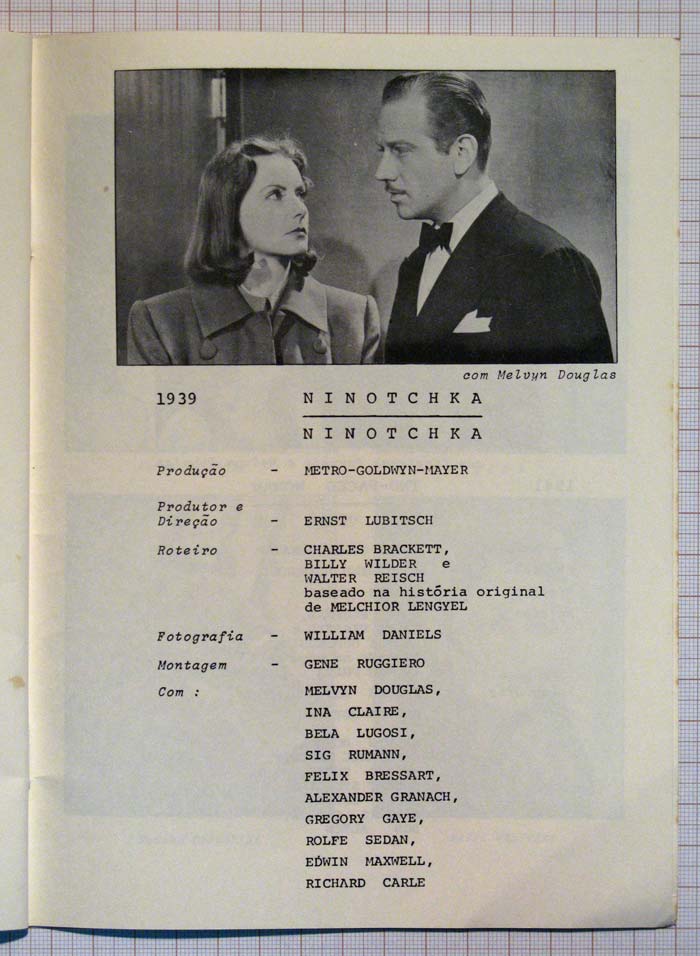 com Melvyn Douglas
1939 NINOTCHKA
NINOTCHKA
Produção - METRO-GOLDWYN-MAYER
Produtor e
Direção - ERNST LUBITSCH
Roteiro - CHARLES BRACKETT,
BILLY WILDER e
WALTER REISCH
baseado na história original
de MELCHIOR LENGYEL
Fotografia - WILLIAM DANIELS
Montagem - GENE RUGGIERO
Com : MELVYN DOUGLAS,
INA CLAIRE,
BELA LUGOSI,
SIG RUMANN,
FELIX BRESSART,
ALEXANDER GRANACH,
GREGORY GAYE,
ROLFE SEDAN,
EDWIN MAXWELL,
RICHARD CARLE